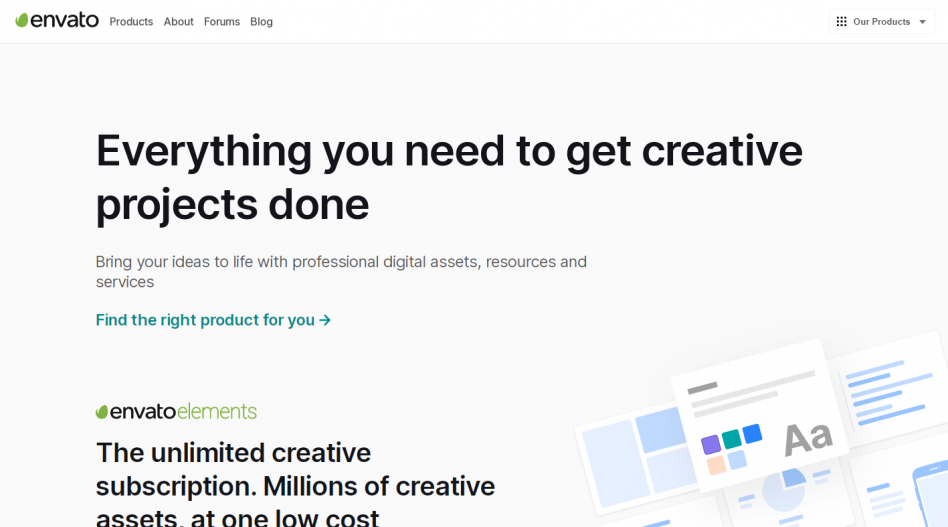 envato Products About Forums Blog Our Products
Everything you need to get creative
projects done
Bring your ideas to life with professional digital assets, resources and
services
Find the right product for you →
envatoelements
The unlimited creative
subscription. Millions of creative
assets, at one low cost
Aa